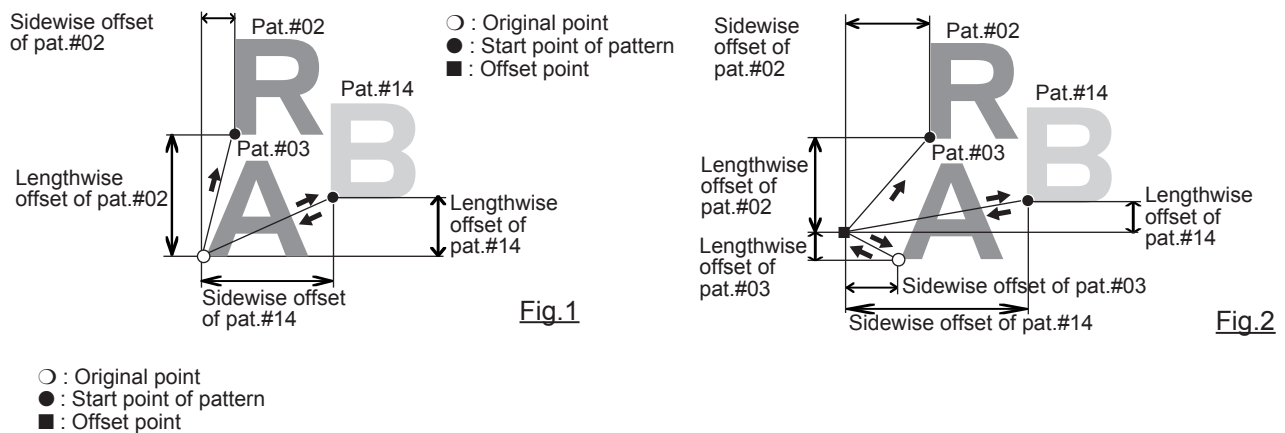 Sidewise offset
of pat.#02
Pat.#02
R
Pat.#14
B
Pat.#03
A
Lengthwise
offset of pat.#02
Lengthwise
offset of
pat.#14
Sidewise offset
of pat.#14
Fig.1
○ : Original point
● : Start point of pattern
■ : Offset point
Sidewise
offset of
pat.#02
Pat.#02
R
Pat.#14
B
Pat.#03
A
Lengthwise
offset of
pat.#02
Lengthwise
offset of
pat.#14
Lengthwise
offset of
pat.#03
Sidewise offset of pat.#03
Sidewise offset of pat.#14
Fig.2
○ : Original point
● : Start point of pattern
■ : Offset point